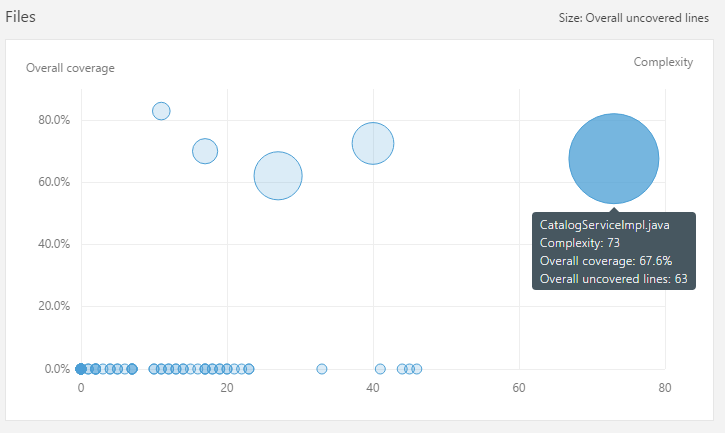 Files
Size: Overall uncovered lines
Overall coverage
Complexity
80.0%
60.0%
40.0%
20.0%
0.0%
0
20
40
60
80
CatalogServiceImpl.java
Complexity: 73
Overall coverage: 67.6%
Overall uncovered lines: 63